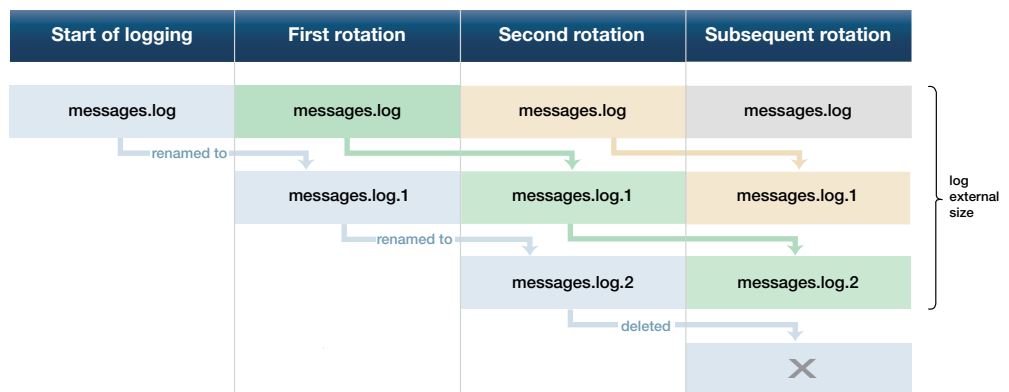 Start of logging First rotation Second rotation Subsequent rotation
messages.log messages.log messages.log messages.log
renamed to
messages.log.1 messages.log.1 messages.log.1
log
external
size
renamed to
messages.log.2 messages.log.2
deleted
X